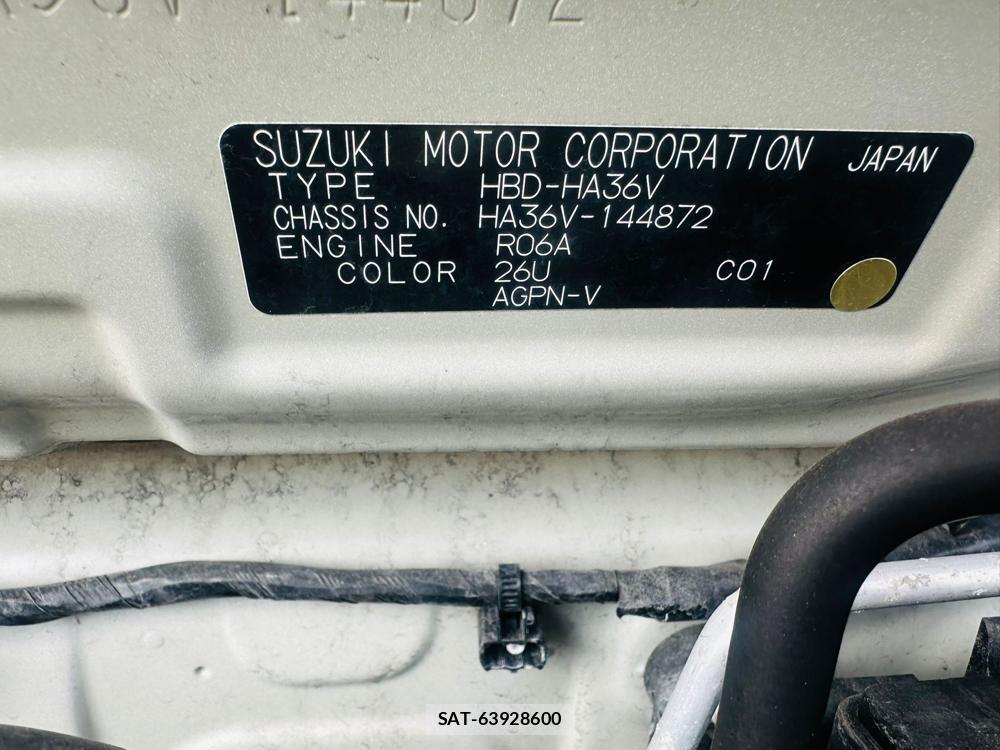 SUZUKI MOTOR CORPORATION JAPAN
TYPE HBD-HA36V
CHASSIS NO. HA36V-144872
ENGINE R06A
COLOR 26U C01
AGPN-V
SAT-63928600